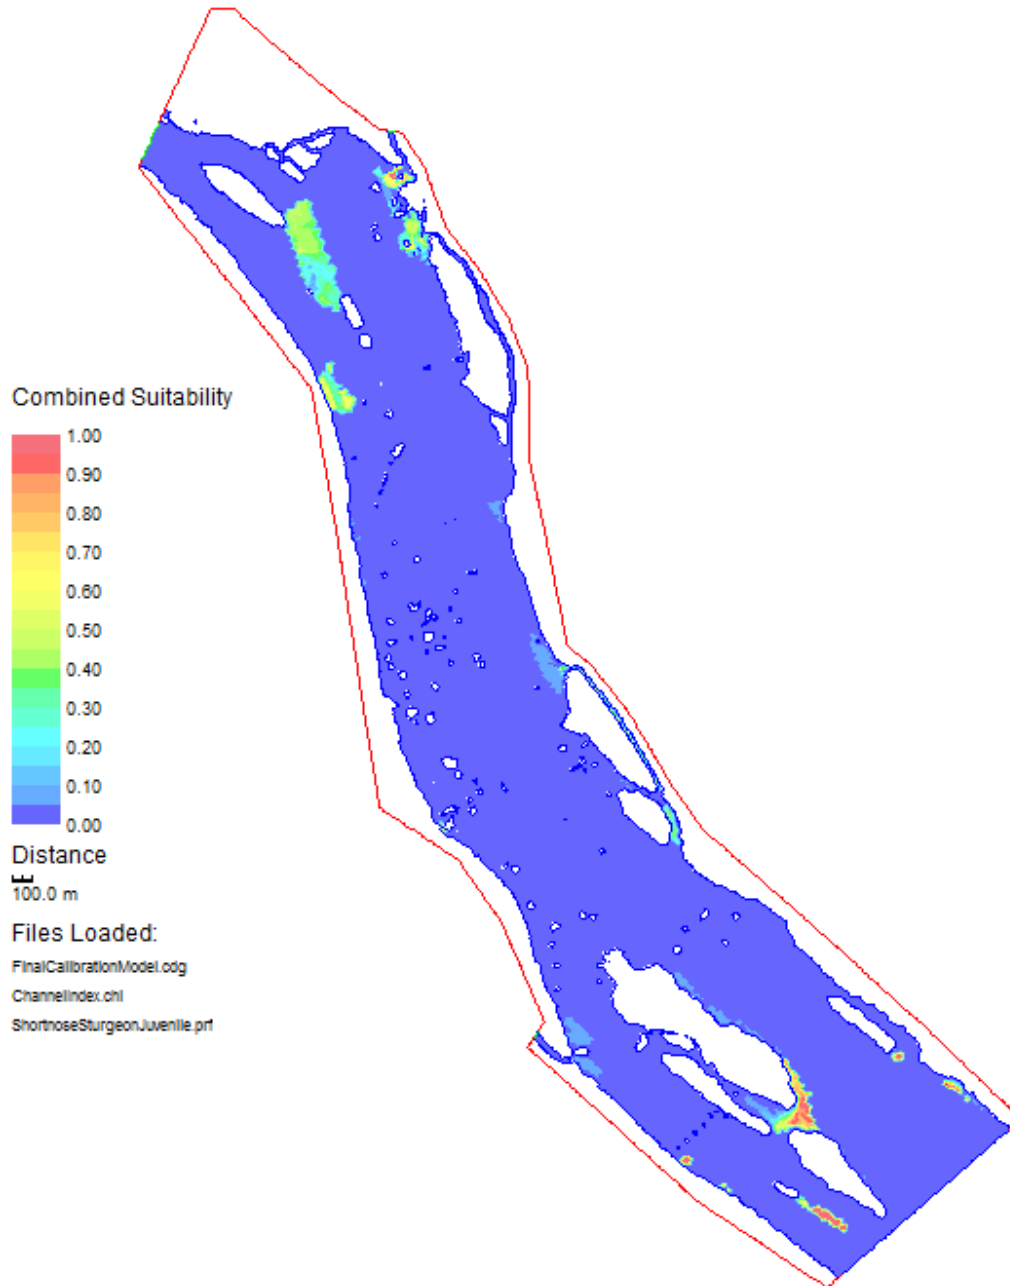 Combined Suitability
1.00
0.90
0.80
0.70
0.60
0.50
0.40
0.30
0.20
0.10
0.00
Distance
100.0 m
Files Loaded:
FinalCalibrationModel.cdg
ChannelIndex.chi
ShortnoseSturgeonJuvenile.prf